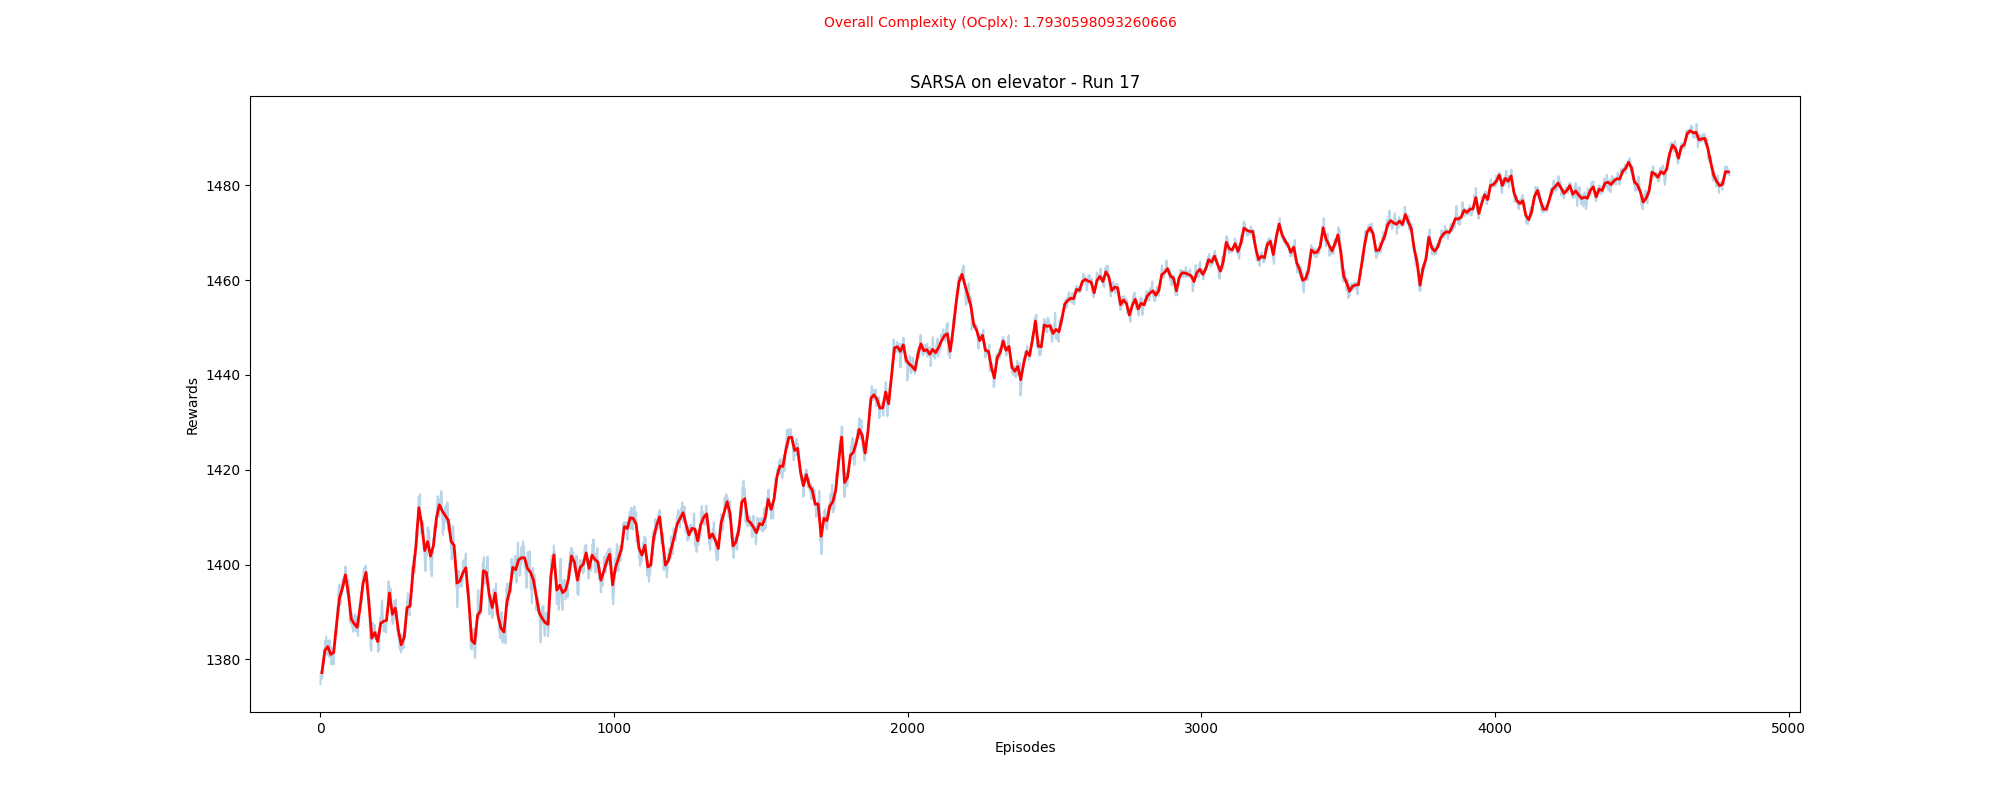 Overall Complexity (OCplx): 1.7930598093260666
SARSA on elevator - Run 17
Rewards
1480
1460
1440
1420
1400
1380
0 1000 2000 3000 4000 5000
Episodes